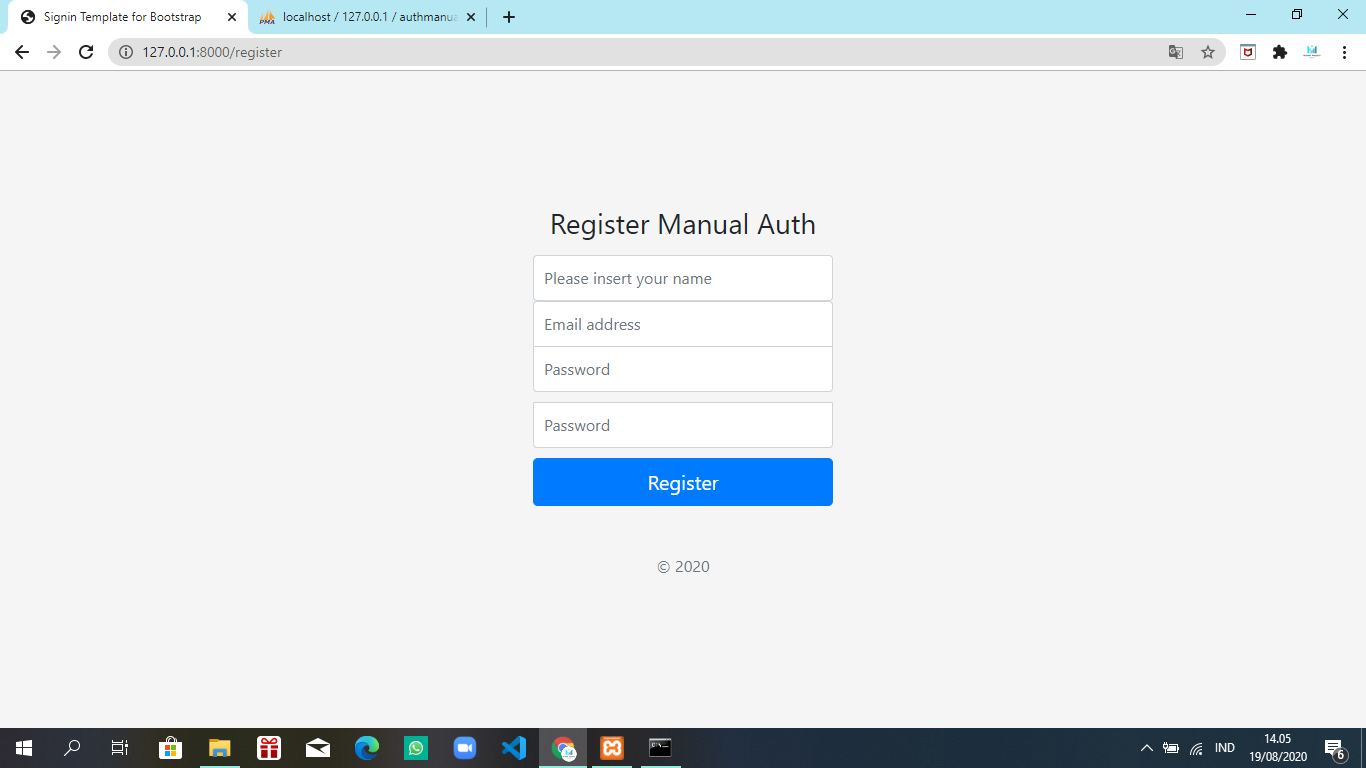 Signin Template for Bootstrap
PMA
localhost / 127.0.0.1 / authmanua
127.0.0.1:8000/register
Register Manual Auth
Please insert your name
Email address
Password
Password
Register
© 2020
IND
14.05
19/08/2020
6